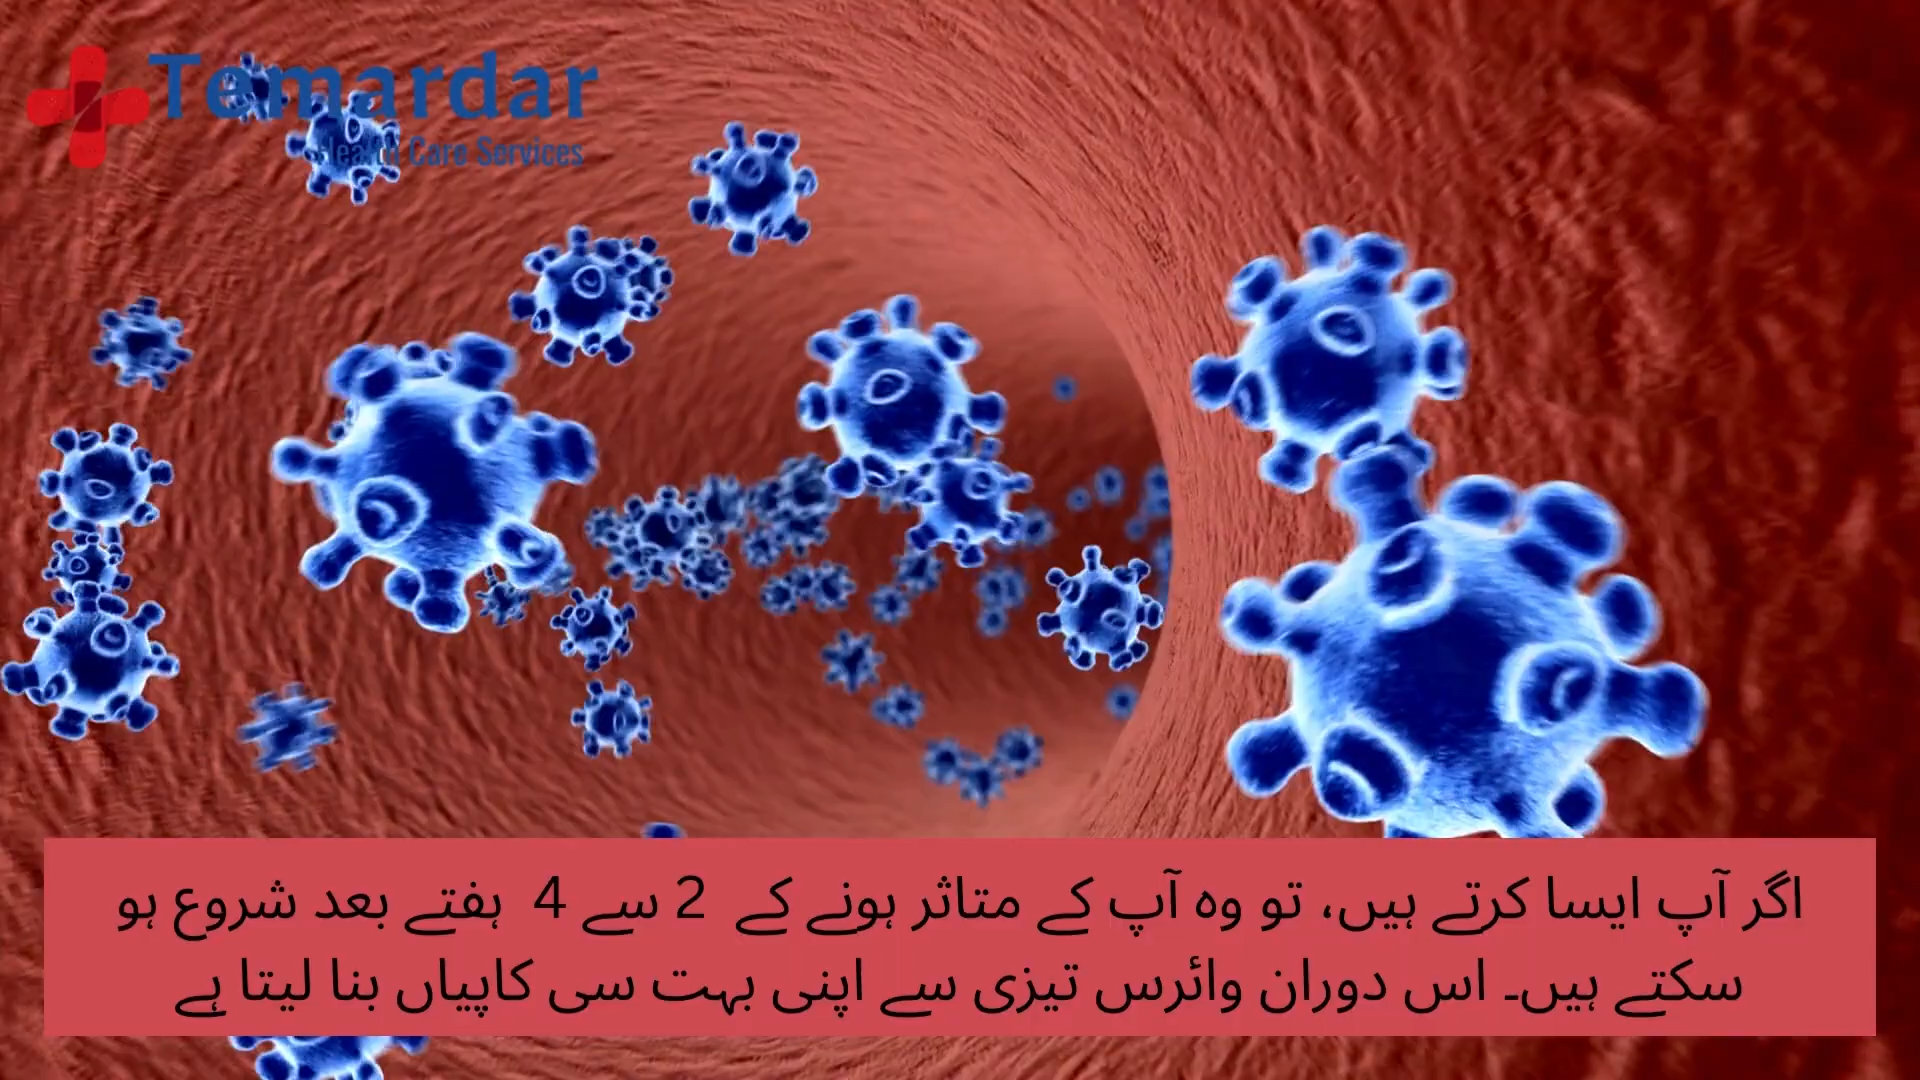 Temardar
Health Care Services
اگر آپ ایسا کرتے ہیں، تو وہ آپ کے متاثر ہونے کے 2 سے 4 ہفتے بعد شروع ہو
سکتے ہیں۔ اس دوران وائرس تیزی سے اپنی بہت سی کاپیاں بنا لیتا ہے